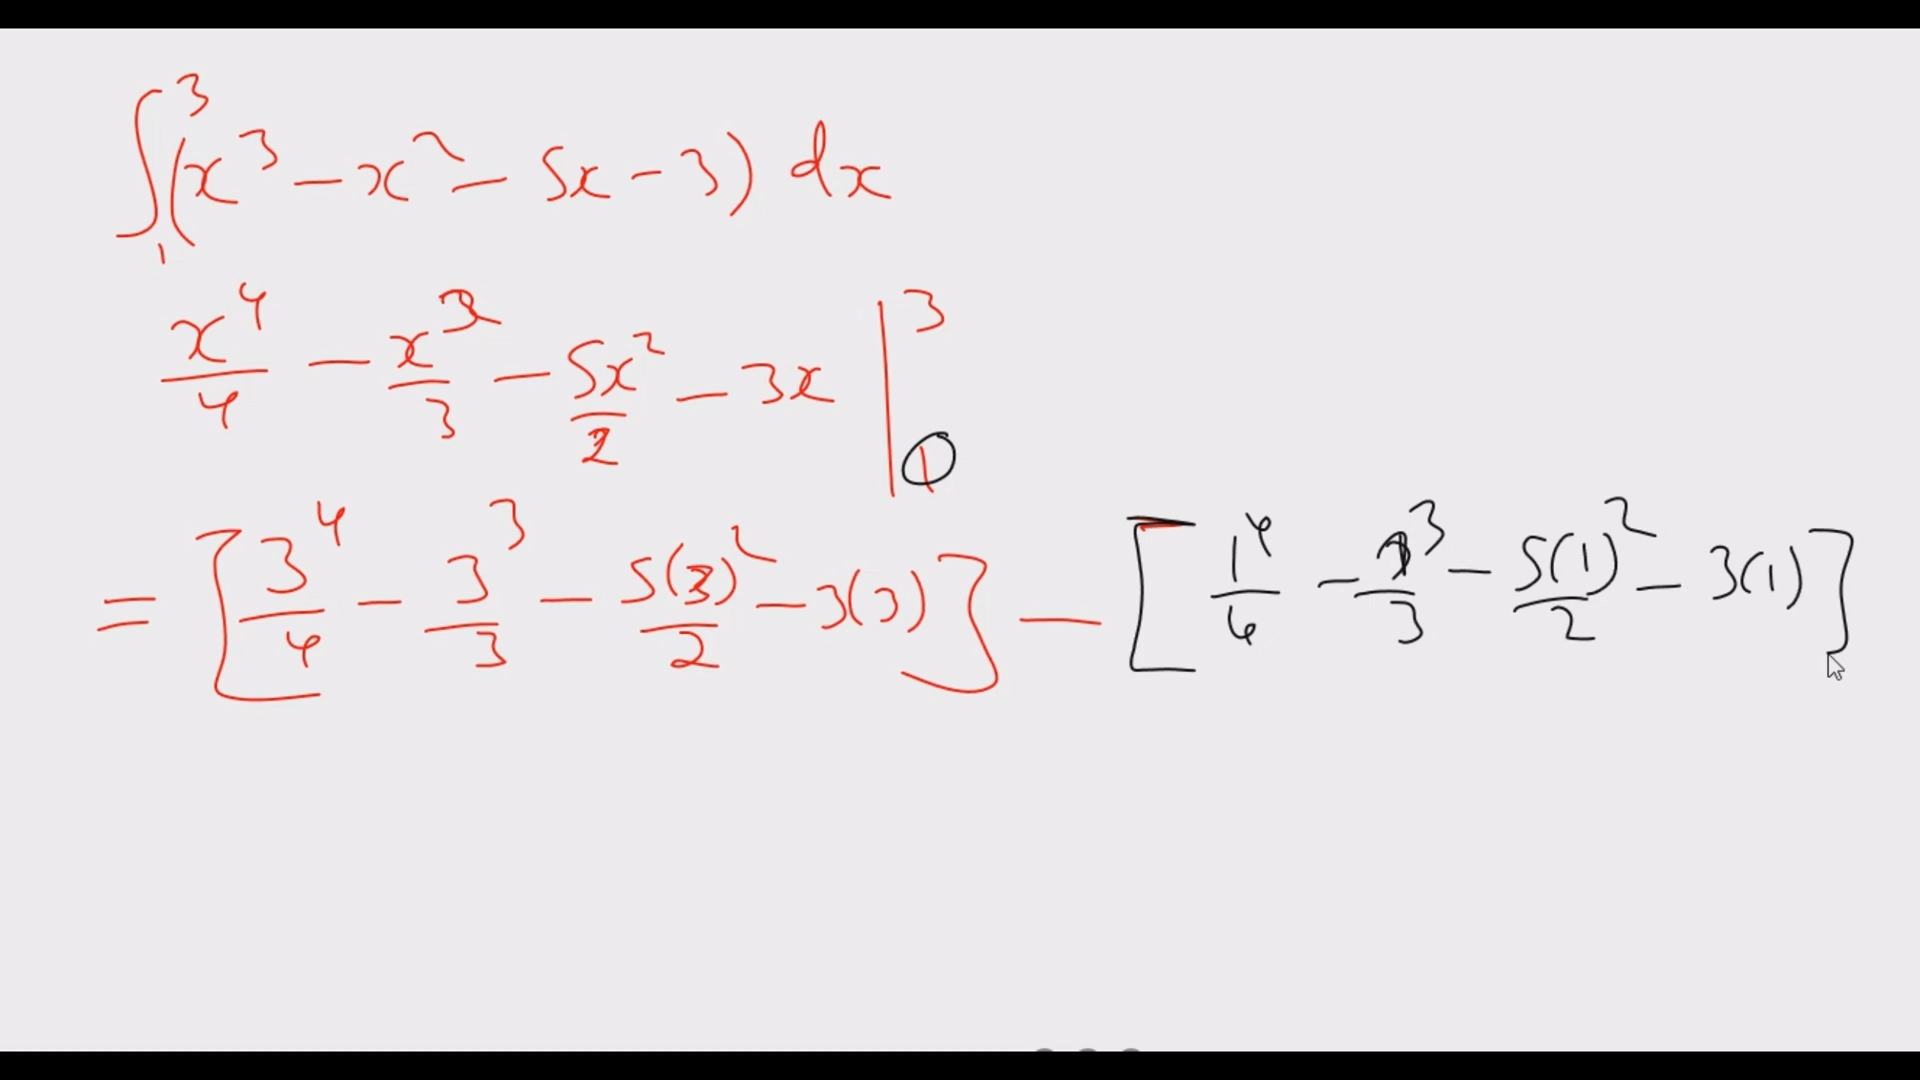 ∫₁³ (x³ − x² − 5x − 3) dx
x⁴/4 − x³/3 − 5x²/2 − 3x |₁³
= [3⁴/4 − 3³/3 − 5(3)²/2 − 3(3)] − [1⁴/4 − 1³/3 − 5(1)²/2 − 3(1)]